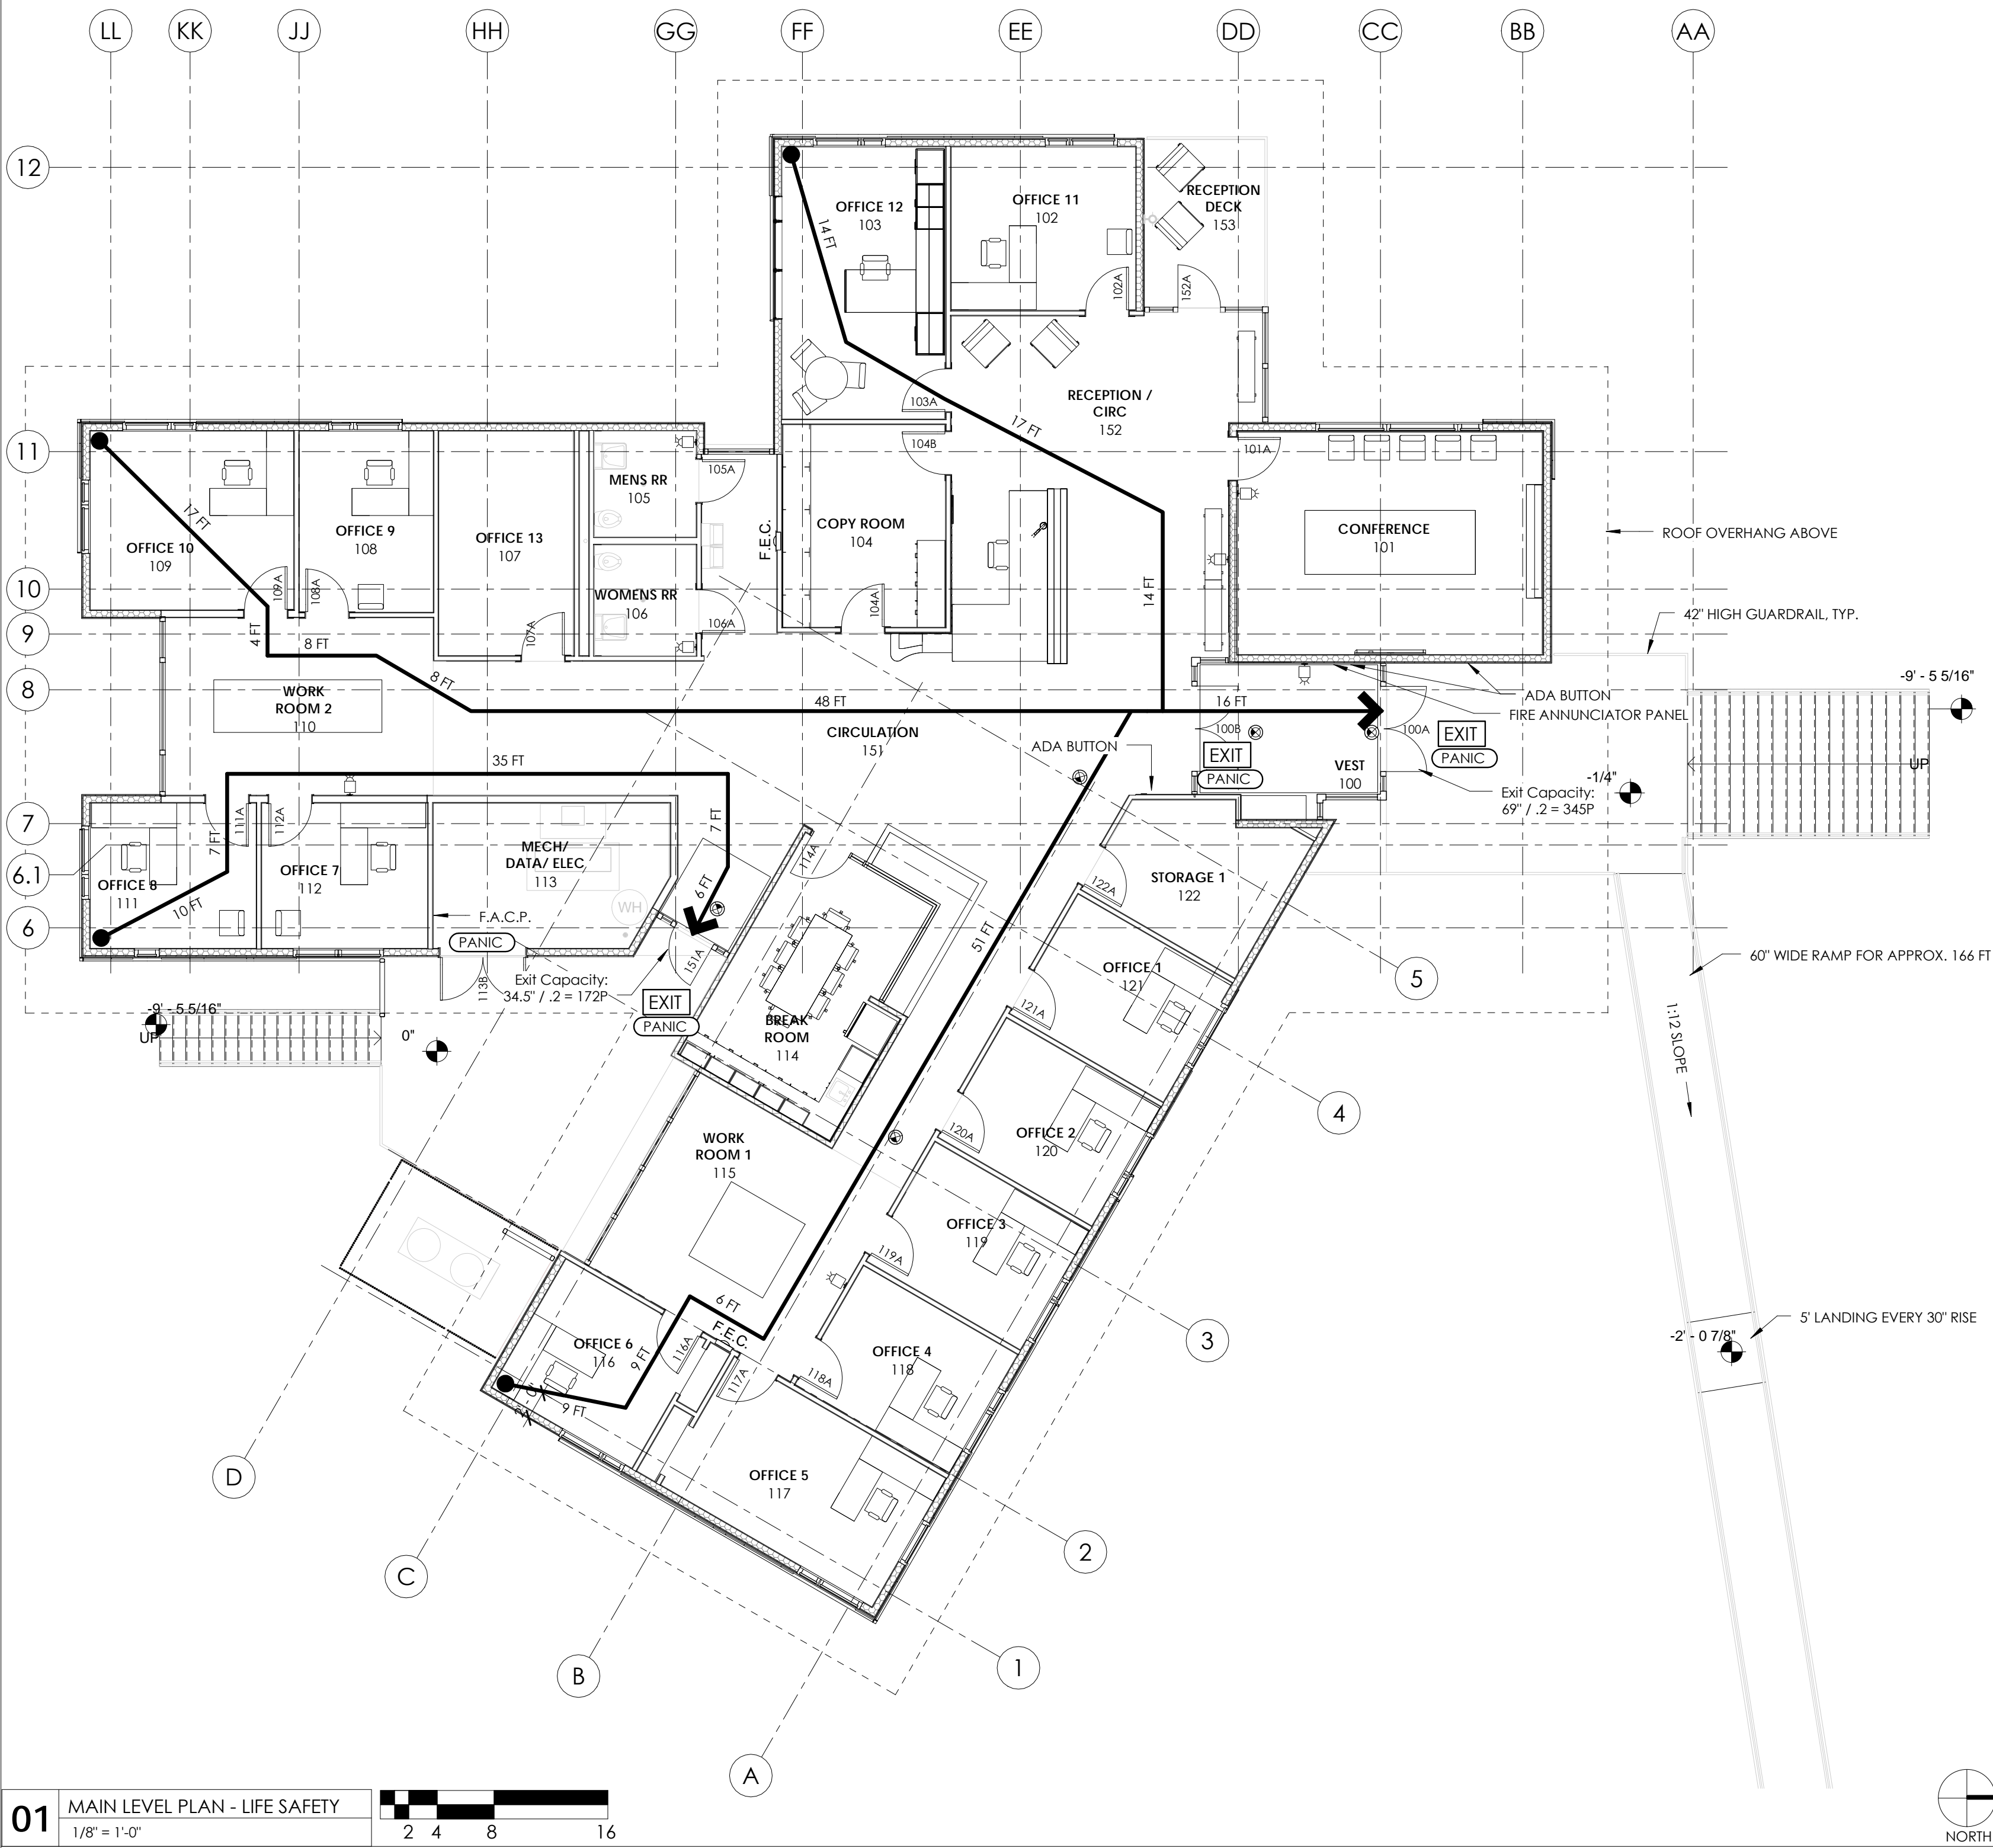 LL
KK
JJ
HH
GG
FF
EE
DD
CC
BB
AA
12
11
10
9
8
7
6.1
6
OFFICE 12
103
14 FT
OFFICE 11
102
102A
RECEPTION
DECK
153
152A
103A
RECEPTION /
CIRC
152
17 FT
104B
101A
17 FT
OFFICE 10
109
109A
OFFICE 9
108
108A
OFFICE 13
107
107A
MENS RR
105
105A
WOMENS RR
106
106A
F.E.C.
COPY ROOM
104
104A
14 FT
CONFERENCE
101
ROOF OVERHANG ABOVE
42" HIGH GUARDRAIL, TYP.
4 FT
8 FT
8 FT
WORK
ROOM 2
110
48 FT
CIRCULATION
151
16 FT
100B
EXIT
PANIC
VEST
100
100A
EXIT
PANIC
ADA BUTTON
FIRE ANNUNCIATOR PANEL
ADA BUTTON
Exit Capacity:
69" / .2 = 345P
-1/4"
-9' - 5 5/16"
UP
35 FT
7 FT
10 FT
OFFICE 8
111
111A
112A
OFFICE 7
112
MECH/
DATA/ ELEC
113
WH
F.A.C.P.
PANIC
113B
7 FT
6 FT
151A
Exit Capacity:
34.5" / .2 = 172P
EXIT
PANIC
-9' - 5 5/16"
UP
0"
114A
BREAK
ROOM
114
51 FT
STORAGE 1
122
122A
OFFICE 1
121
121A
OFFICE 2
120
120A
OFFICE 3
119
119A
OFFICE 4
118
118A
OFFICE 5
117
117A
WORK
ROOM 1
115
6 FT
F.E.C.
OFFICE 6
116
116A
9 FT
9 FT
60" WIDE RAMP FOR APPROX. 166 FT
1:12 SLOPE
5' LANDING EVERY 30" RISE
-2' - 0 7/8"
5
4
3
2
1
D
C
B
A
01
MAIN LEVEL PLAN - LIFE SAFETY
1/8" = 1'-0"
2 4 8 16
NORTH